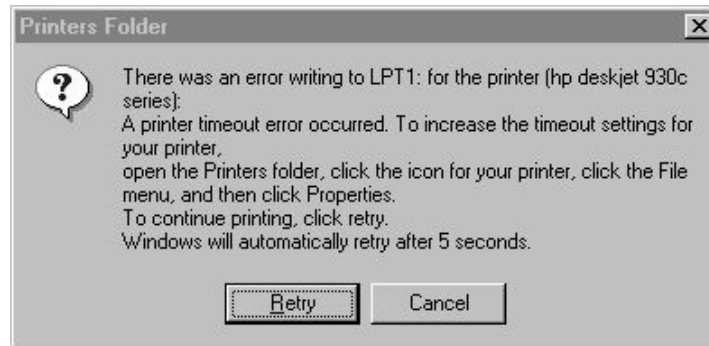 Printers Folder
There was an error writing to LPT1: for the printer (hp deskjet 930c
series):
A printer timeout error occurred. To increase the timeout settings for
your printer,
open the Printers folder, click the icon for your printer, click the File
menu, and then click Properties.
To continue printing, click retry.
Windows will automatically retry after 5 seconds.
Retry
Cancel